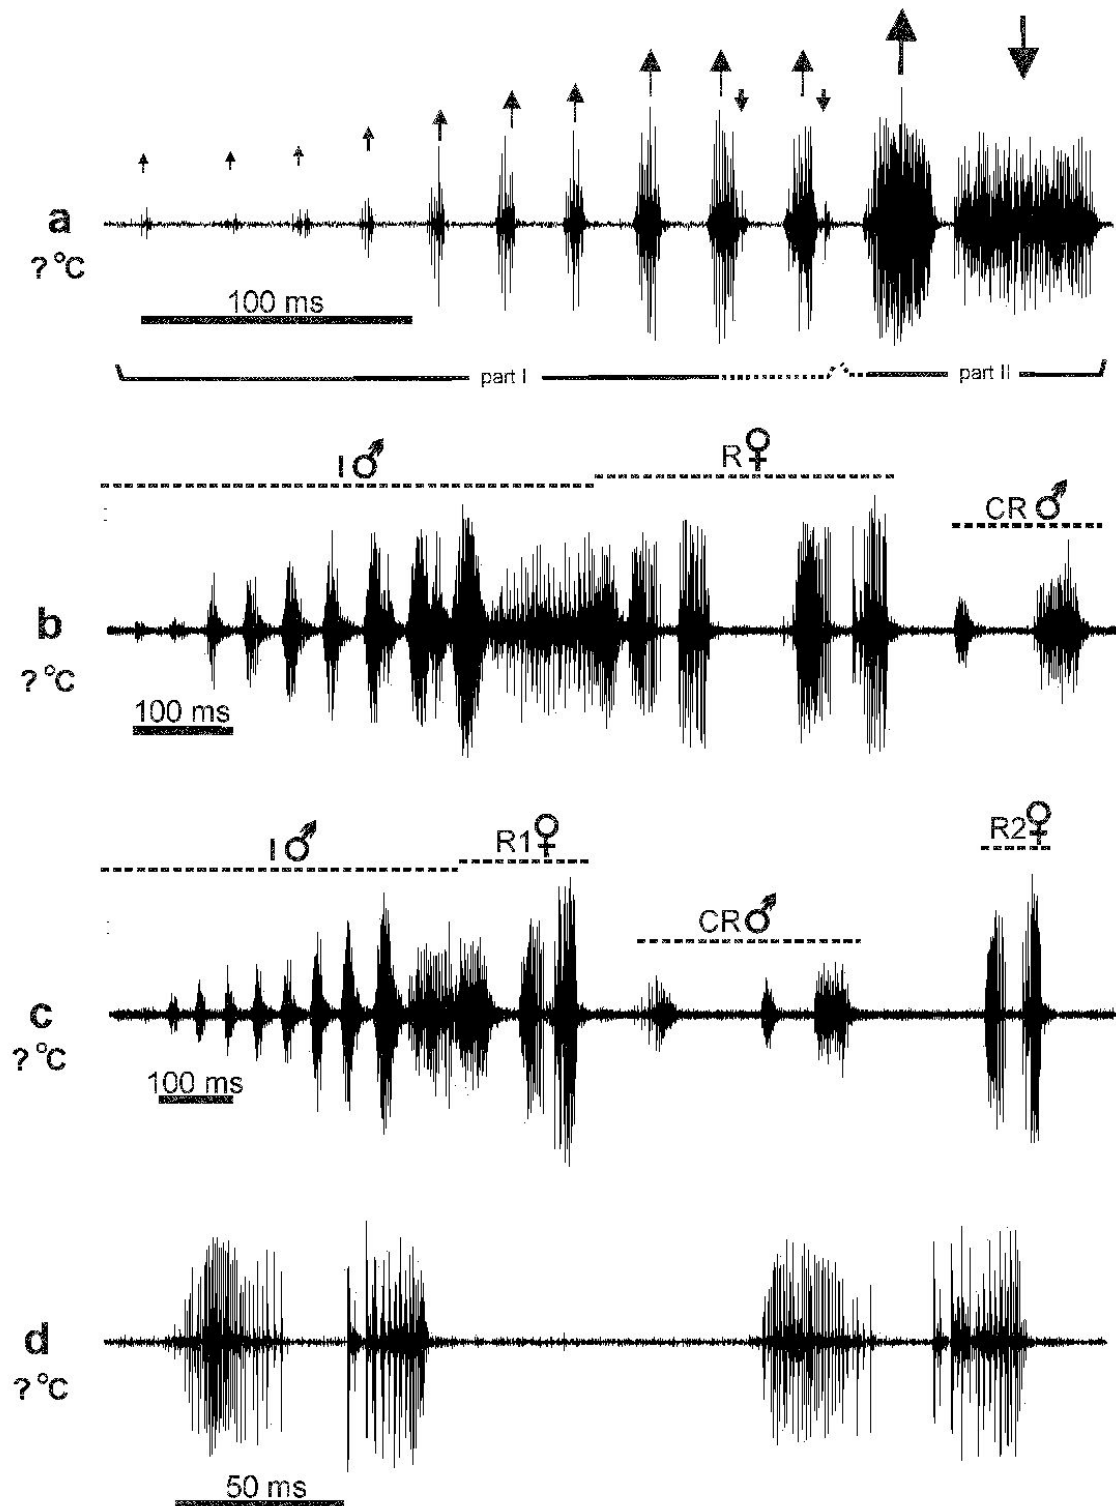 a
? °C
100 ms
part I
part II
I♂
R♀
CR♂
b
? °C
100 ms
I♂
R1♀
R2♀
CR♂
c
? °C
100 ms
d
? °C
50 ms